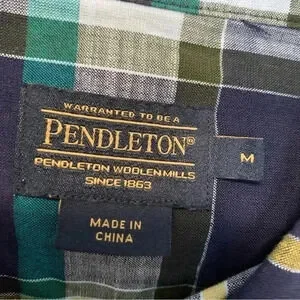 WARRANTED TO BE A
PENDLETON®
M
PENDLETON WOOLEN MILLS
SINCE 1863
MADE IN
CHINA